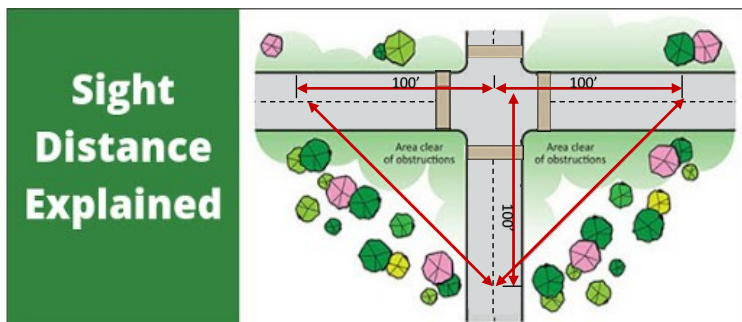 Sight
Distance
Explained
100'
100'
Area clear
of obstructions
Area clear
of obstructions
100'